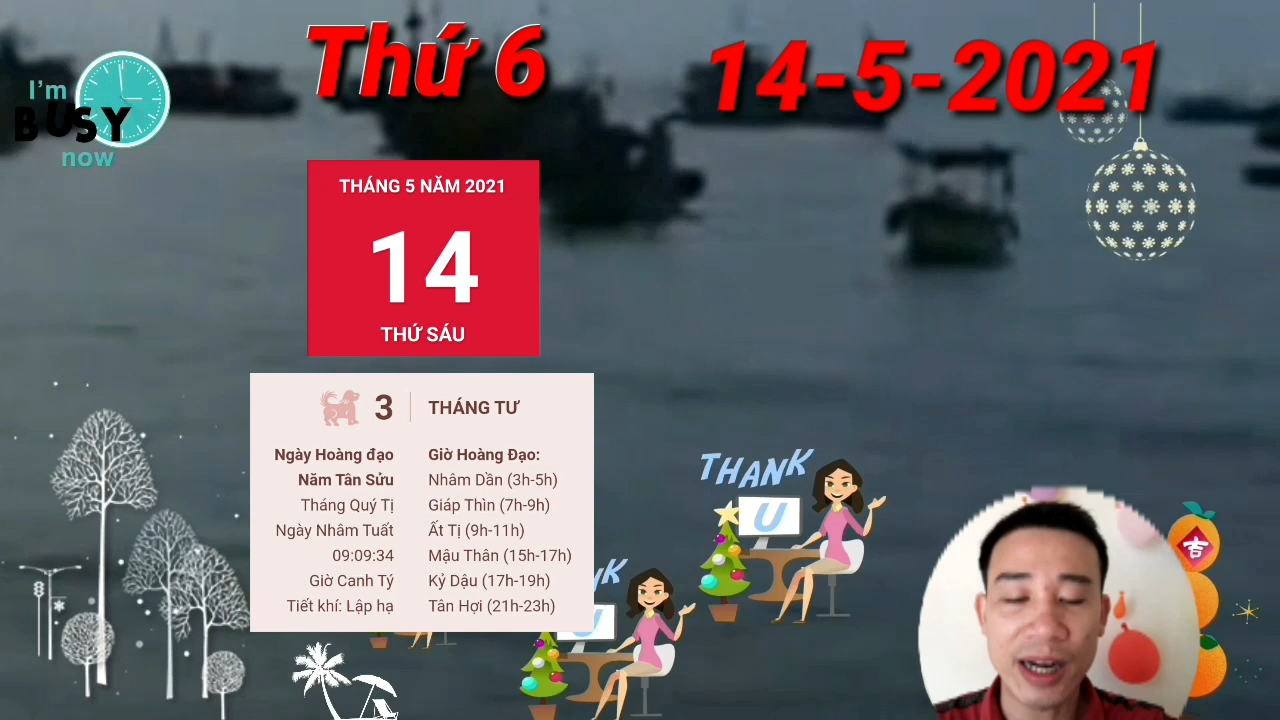 Thứ 6
14-5-2021
I'm
BUSY
now
THÁNG 5 NĂM 2021
14
THỨ SÁU
3
THÁNG TƯ
Ngày Hoàng đạo
Năm Tân Sửu
Tháng Quý Tị
Ngày Nhâm Tuất
09:09:34
Giờ Canh Tý
Tiết khí: Lập hạ
Giờ Hoàng Đạo:
Nhâm Dần (3h-5h)
Giáp Thìn (7h-9h)
Ất Tị (9h-11h)
Mậu Thân (15h-17h)
Kỷ Dậu (17h-19h)
Tân Hợi (21h-23h)
THANK
U
NK
U
吉